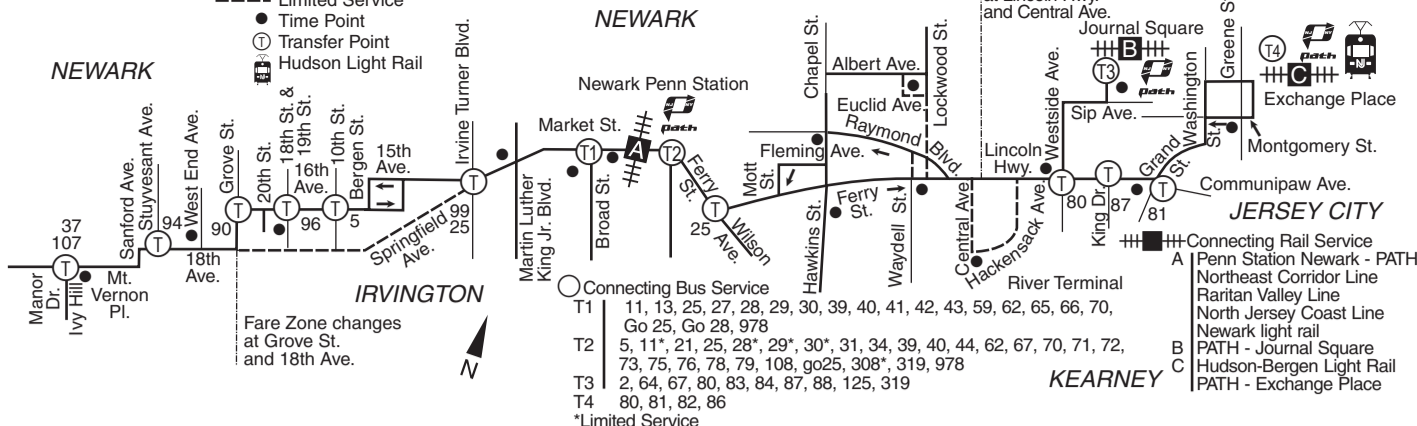 Limited Service
Time Point
T Transfer Point
Hudson Light Rail
NEWARK
NEWARK
at Lincoln Hwy.
and Central Ave.
Journal Square
B
T3
path
Sip Ave.
Westside Ave.
Washington
St.
Greene St.
T4
path
C
Exchange Place
Montgomery St.
Irvine Turner Blvd.
Newark Penn Station
path
Market St.
T1
A
T2
Ferry
St.
Chapel St.
Albert Ave.
Lockwood St.
Euclid Ave.
Raymond
Blvd.
Fleming Ave.
Mott
St.
Ferry
St.
Lincoln
Hwy.
Grand
St.
Communipaw Ave.
JERSEY CITY
Sanford Ave.
Stuyvesant Ave.
West End Ave.
Grove St.
20th St.
18th St. &
19th St.
16th
Ave.
10th St.
Bergen St.
15th
Ave.
37
107
94
90
96
5
99
25
T
T
T
T
T
T
18th
Ave.
Springfield
Ave.
Manor
Dr.
Ivy Hill
Mt.
Vernon
Pl.
IRVINGTON
Martin Luther
King Jr. Blvd.
Broad St.
25
T
Wilson
Ave.
Hawkins St.
Waydell St.
Central Ave.
Hackensack Ave.
T
80
King Dr.
T
87
T
81
River Terminal
Fare Zone changes
at Grove St.
and 18th Ave.
N
Connecting Bus Service
T1 11, 13, 25, 27, 28, 29, 30, 39, 40, 41, 42, 43, 59, 62, 65, 66, 70,
Go 25, Go 28, 978
T2 5, 11*, 21, 25, 28*, 29*, 30*, 31, 34, 39, 40, 44, 62, 67, 70, 71, 72,
73, 75, 76, 78, 79, 108, go25, 308*, 319, 978
T3 2, 64, 67, 80, 83, 84, 87, 88, 125, 319
T4 80, 81, 82, 86
*Limited Service
KEARNEY
Connecting Rail Service
A Penn Station Newark - PATH
Northeast Corridor Line
Raritan Valley Line
North Jersey Coast Line
Newark light rail
B PATH - Journal Square
C Hudson-Bergen Light Rail
PATH - Exchange Place